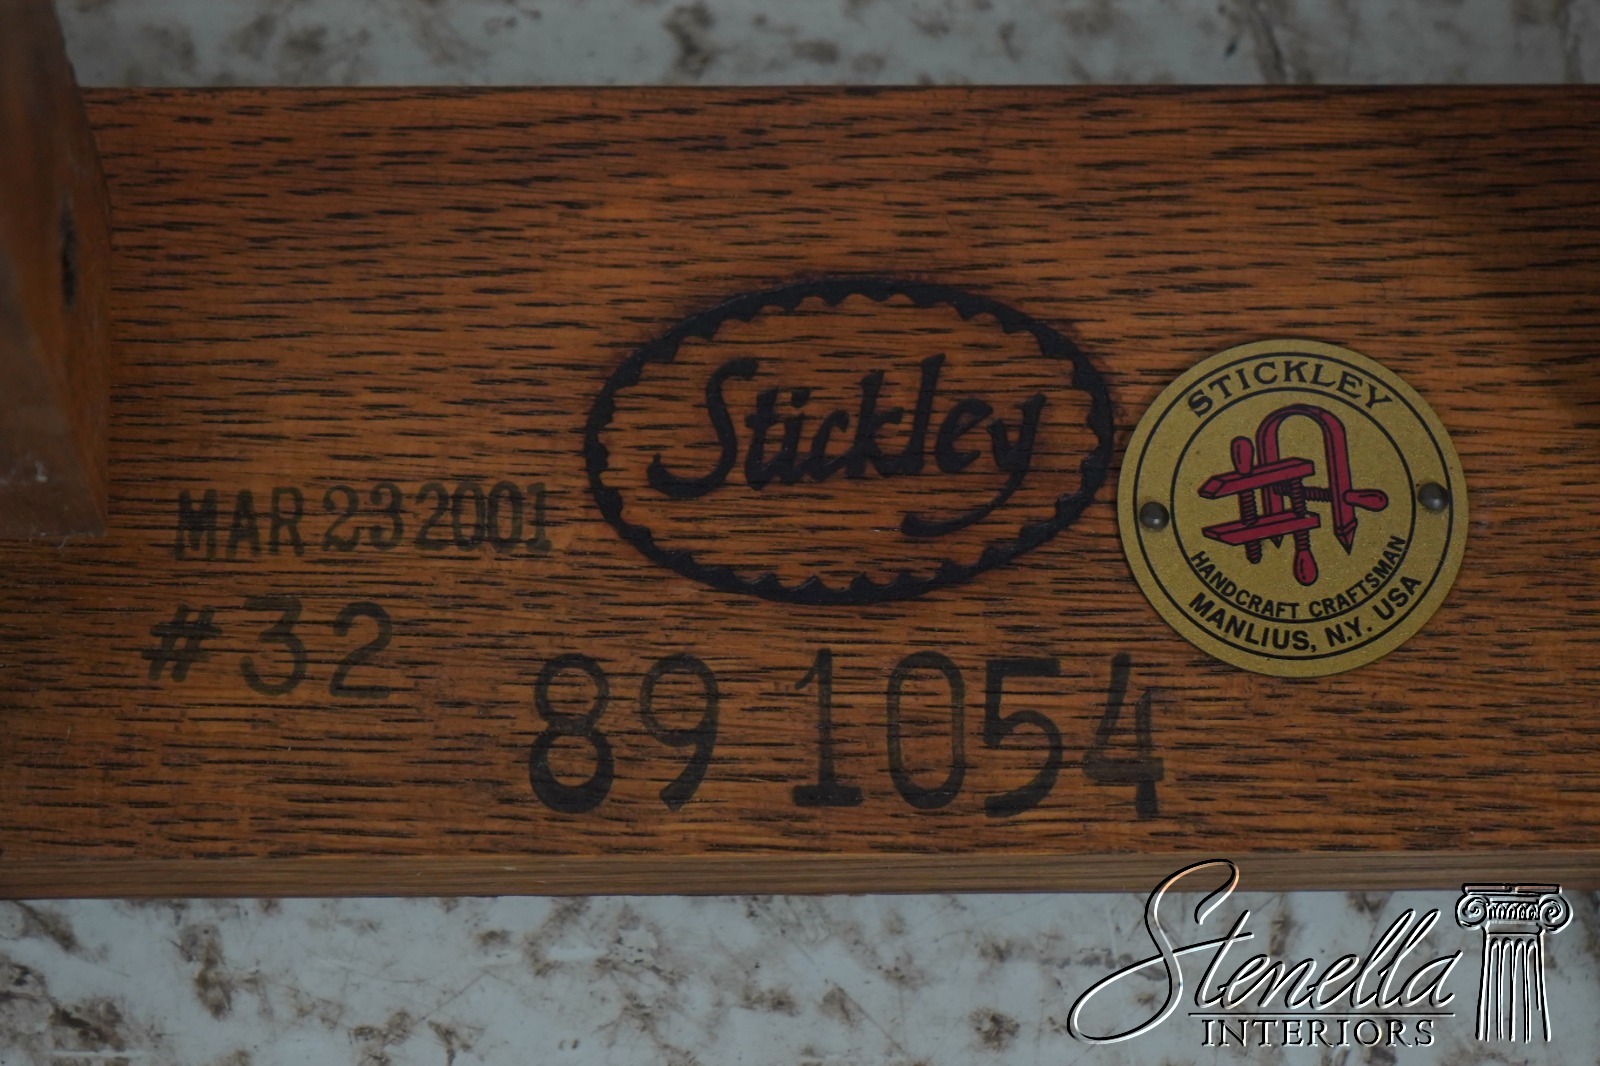 Stickley
STICKLEY
HANDCRAFT CRAFTSMAN
MANLIUS, N.Y. USA
MAR 23 2001
#32
89 1054
Stenella
INTERIORS